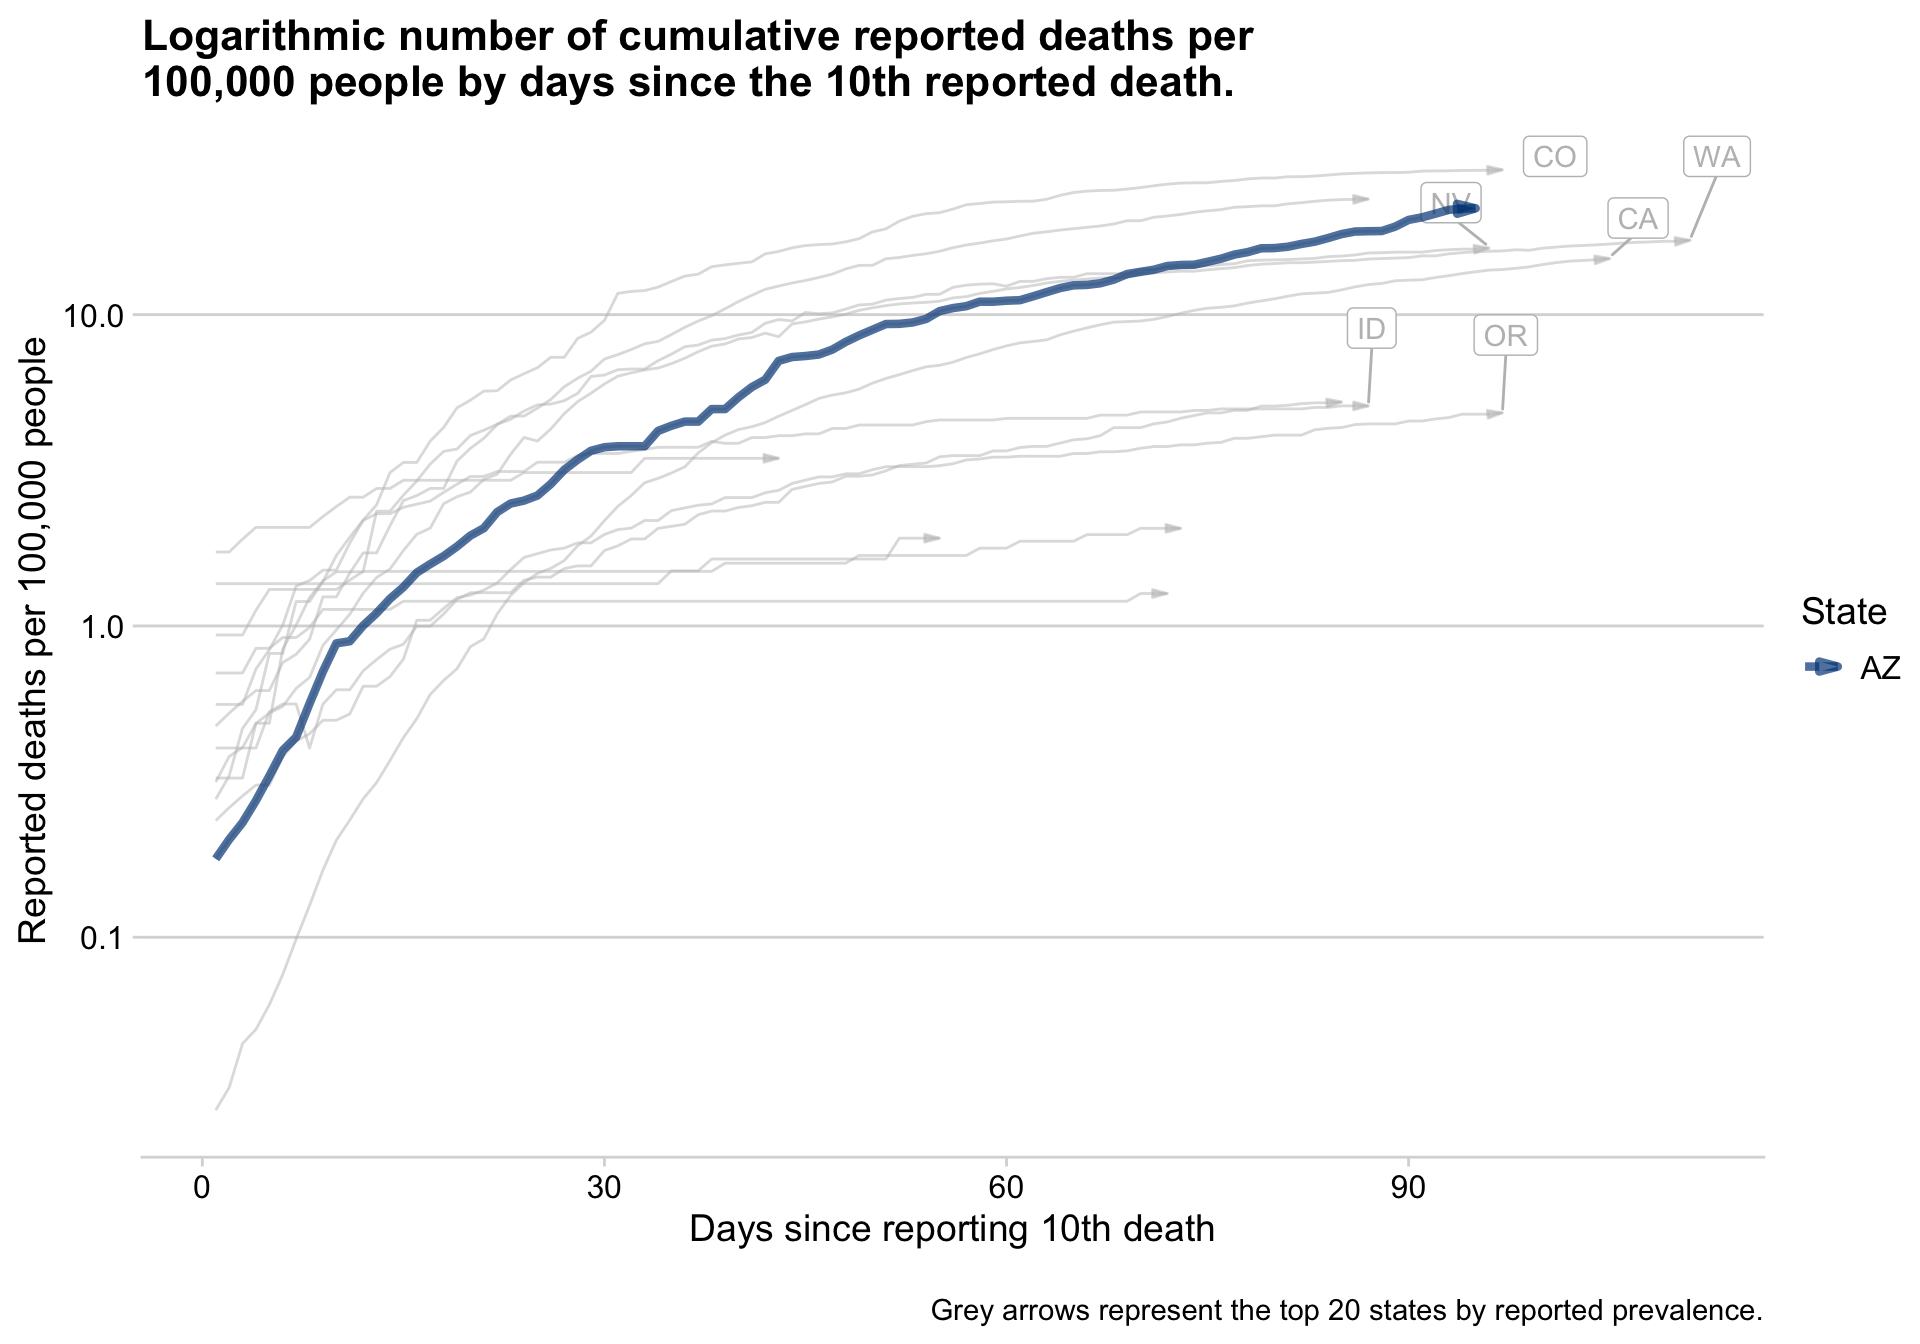 Logarithmic number of cumulative reported deaths per
100,000 people by days since the 10th reported death.
CO
WA
NV
CA
ID
OR
10.0
1.0
0.1
Reported deaths per 100,000 people
0
30
60
90
Days since reporting 10th death
State
AZ
Grey arrows represent the top 20 states by reported prevalence.